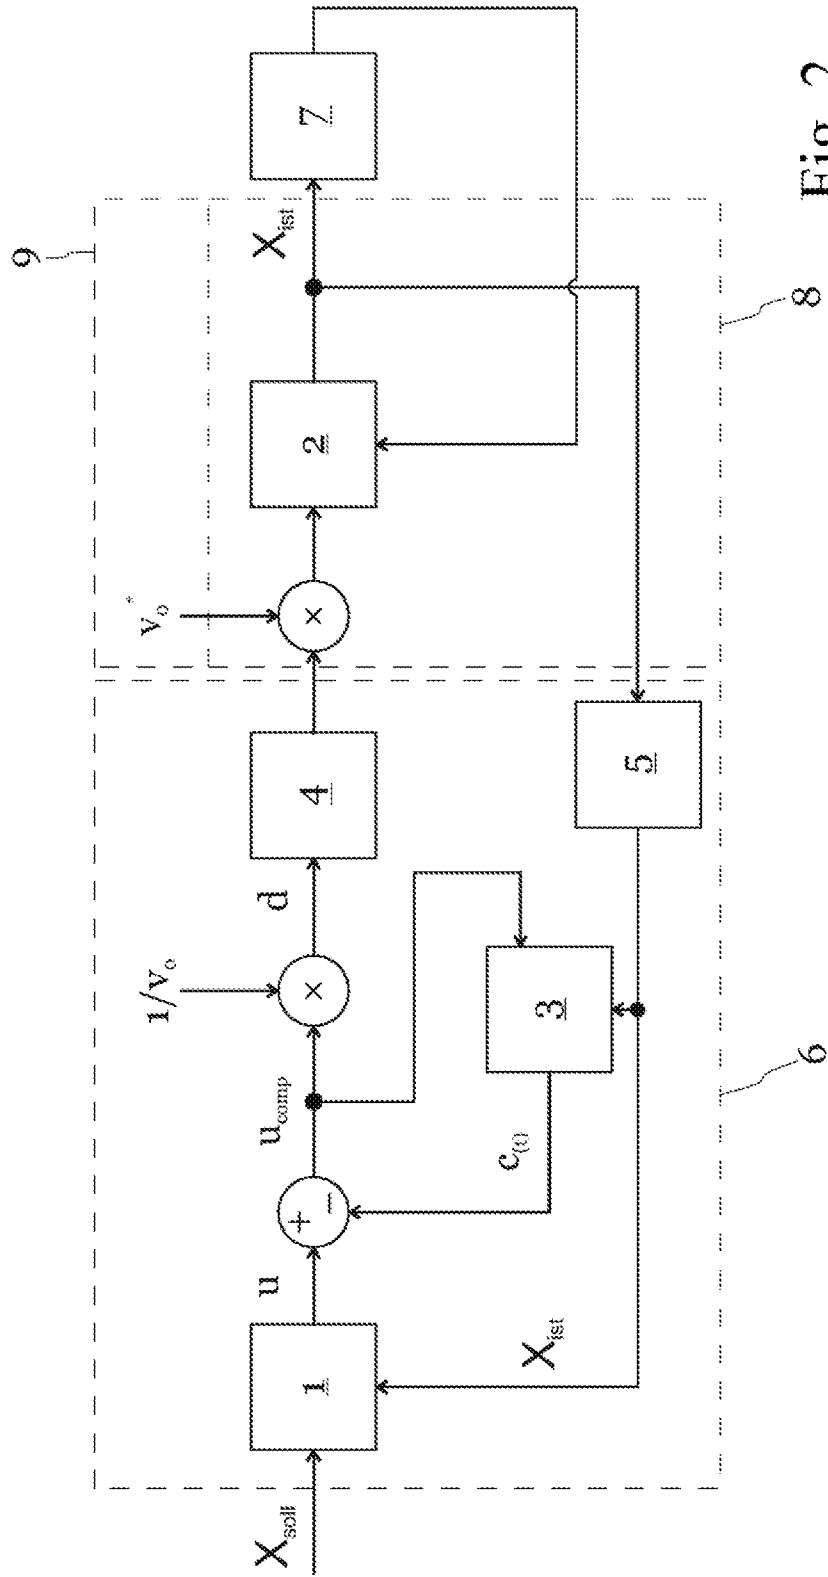 9
X_ist
7
v_o*
2
8
1/v_o
d
4
5
u_comp
3
6
u
c_(t)
1
X_ist
X_soll
Fig. 2